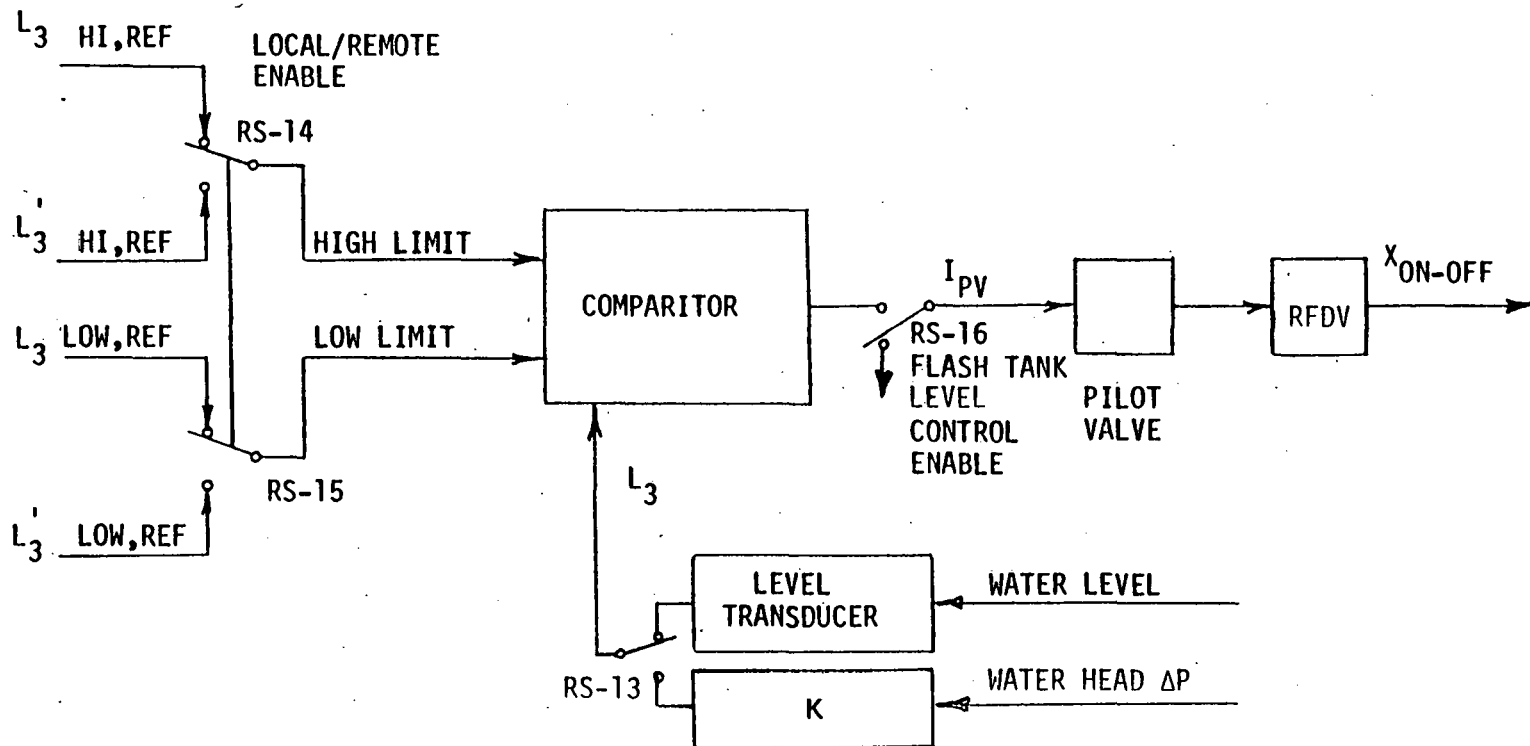 L3 HI,REF
LOCAL/REMOTE
ENABLE
RS-14
L3' HI,REF
HIGH LIMIT
L3 LOW,REF
LOW LIMIT
RS-15
L3' LOW,REF
COMPARITOR
IPV
RS-16
FLASH TANK
LEVEL
CONTROL
ENABLE
PILOT
VALVE
RFDV
XON-OFF
L3
LEVEL
TRANSDUCER
WATER LEVEL
RS-13
K
WATER HEAD ΔP